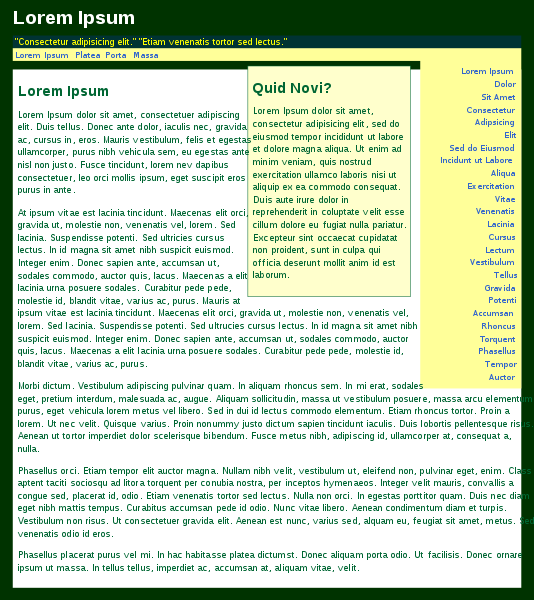 Lorem Ipsum
"Consectetur adipisicing elit." "Etiam venenatis tortor sed lectus."
Lorem Ipsum Platea Porta Massa
Lorem Ipsum
Lorem ipsum dolor sit amet, consectetuer adipiscing
elit. Duis tellus. Donec ante dolor, iaculis nec, gravida
ac, cursus in, eros. Mauris vestibulum, felis et egestas
ullamcorper, purus nibh vehicula sem, eu egestas ante
nisl non justo. Fusce tincidunt, lorem nev dapibus
consectetuer, leo orci mollis ipsum, eget suscipit eros
purus in ante.
At ipsum vitae est lacinia tincidunt. Maecenas elit orci,
gravida ut, molestie non, venenatis vel, lorem. Sed
lacinia. Suspendisse potenti. Sed ultricies cursus
lectus. In id magna sit amet nibh suscipit euismod.
Integer enim. Donec sapien ante, accumsan ut,
sodales commodo, auctor quis, lacus. Maecenas a elit
lacinia urna posuere sodales. Curabitur pede pede,
molestie id, blandit vitae, varius ac, purus. Mauris at
ipsum vitae est lacinia tincidunt. Maecenas elit orci gravida ut, molestie non, venenatis vel,
lorem. Sed lacinia. Suspendisse potenti. Sed ultrucies cursus lectus. In id magna sit amet nibh
suscipit euismod. Integer enim. Donec sapien ante, accumsan ut, sodales commodo, auctor
quis, lacus. Maecenas a elit lacinia urna posuere sodales. Curabitur pede pede, molestie id,
blandit vitae, varius ac, purus.
Morbi dictum. Vestibulum adipiscing pulvinar quam. In aliquam rhoncus sem. In mi erat, sodales
eget, pretium interdum, malesuada ac, augue. Aliquam sollicitudin, massa ut vestibulum posuere, massa arcu elementum
purus, eget vehicula lorem metus vel libero. Sed in dui id lectus commodo elementum. Etiam rhoncus tortor. Proin a
lorem. Ut nec velit. Quisque varius. Proin nonummy justo dictum sapien tincidunt iaculis. Duis lobortis pellentesque risus.
Aenean ut tortor imperdiet dolor scelerisque bibendum. Fusce metus nibh, adipiscing id, ullamcorper at, consequat a,
nulla.
Phasellus orci. Etiam tempor elit auctor magna. Nullam nibh velit, vestibulum ut, eleifend non, pulvinar eget, enim. Class
aptent taciti sociosqu ad litora torquent per conubia nostra, per inceptos hymenaeos. Integer velit mauris, convallis a
congue sed, placerat id, odio. Etiam venenatis tortor sed lectus. Nulla non orci. In egestas porttitor quam. Duis nec diam
eget nibh mattis tempus. Curabitur accumsan pede id odio. Nunc vitae libero. Aenean condimentum diam et turpis.
Vestibulum non risus. Ut consectetuer gravida elit. Aenean est nunc, varius sed, alquam eu, feugiat sit amet, metus. Sed
venenatis odio id eros.
Phasellus placerat purus vel mi. In hac habitasse platea dictumst. Donec aliquam porta odio. Ut facilisis. Donec ornare
ipsum ut massa. In tellus tellus, imperdiet ac, accumsan at, aliquam vitae, velit.
Quid Novi?
Lorem ipsum dolor sit amet,
consectetur adipisicing elit, sed do
eiusmod tempor incididunt ut labore
et dolore magna aliqua. Ut enim ad
minim veniam, quis nostrud
exercitation ullamco laboris nisi ut
aliquip ex ea commodo consequat.
Duis aute irure dolor in
reprehenderit in coluptate velit esse
cillum dolore eu fugiat nulla pariatur.
Excepteur sint occaecat cupidatat
non proident, sunt in culpa qui
officia deserunt mollit anim id est
laborum.
Lorem Ipsum
Dolor
Sit Amet
Consectetur
Adipsicing
Elit
Sed do Eiusmod
Incidunt ut Labore
Aliqua
Exercitation
Vitae
Venenatis
Lacinia
Cursus
Lectum
Vestibulum
Tellus
Gravida
Potenti
Accumsan
Rhoncus
Torquent
Phasellus
Tempor
Auctor